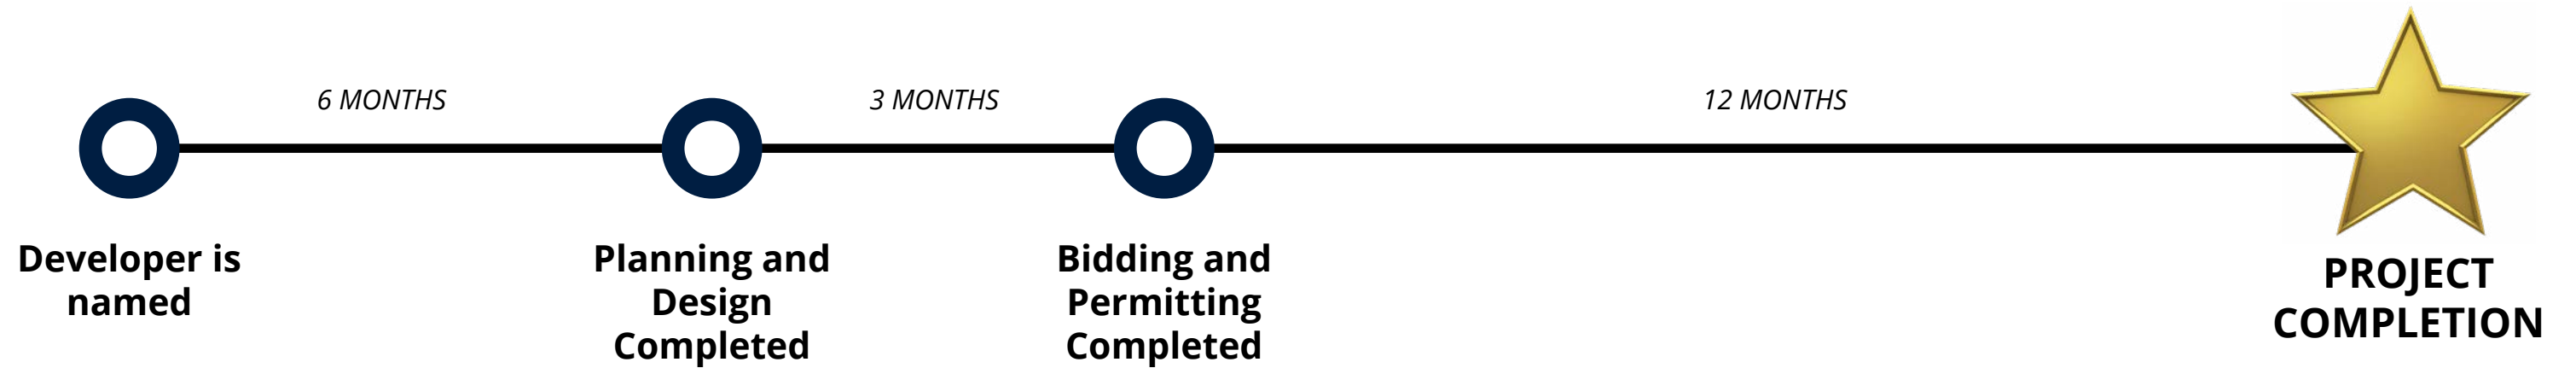 6 MONTHS
3 MONTHS
12 MONTHS
Developer is
named
Planning and
Design
Completed
Bidding and
Permitting
Completed
PROJECT
COMPLETION